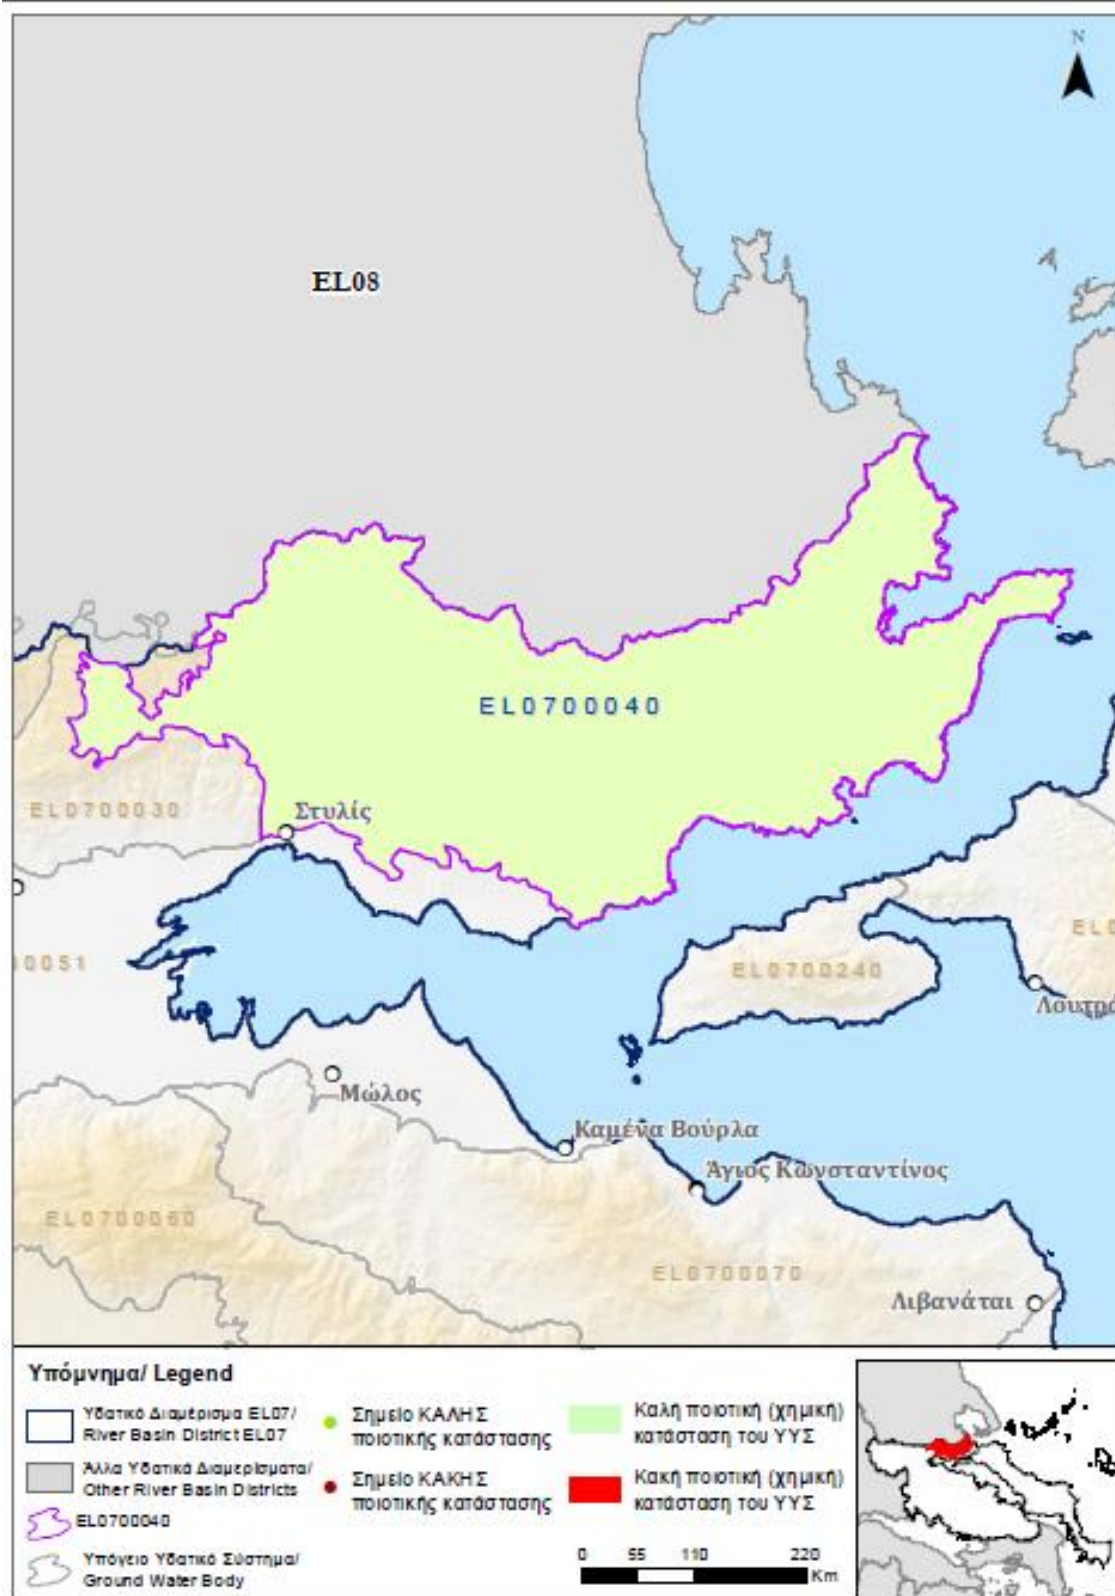 N
EL08
EL0700040
EL0700030
Στυλίς
EL0
0051
EL0700240
Λουτρά
Μώλος
Καμένα Βούρλα
Άγιος Κωνσταντίνος
EL0700060
EL0700070
Λιβανάται
Υπόμνημα/ Legend
Υδατικό Διαμέρισμα EL07/
River Basin District EL07
Άλλα Υδατικά Διαμερίσματα/
Other River Basin Districts
EL0700040
Υπόγειο Υδατικό Σύστημα/
Ground Water Body
Σημείο ΚΑΛΗΣ
ποιοτικής κατάστασης
Σημείο ΚΑΚΗΣ
ποιοτικής κατάστασης
Καλή ποιοτική (χημική)
κατάσταση του ΥΥΣ
Κακή ποιοτική (χημική)
κατάσταση του ΥΥΣ
0 55 110 220
Km